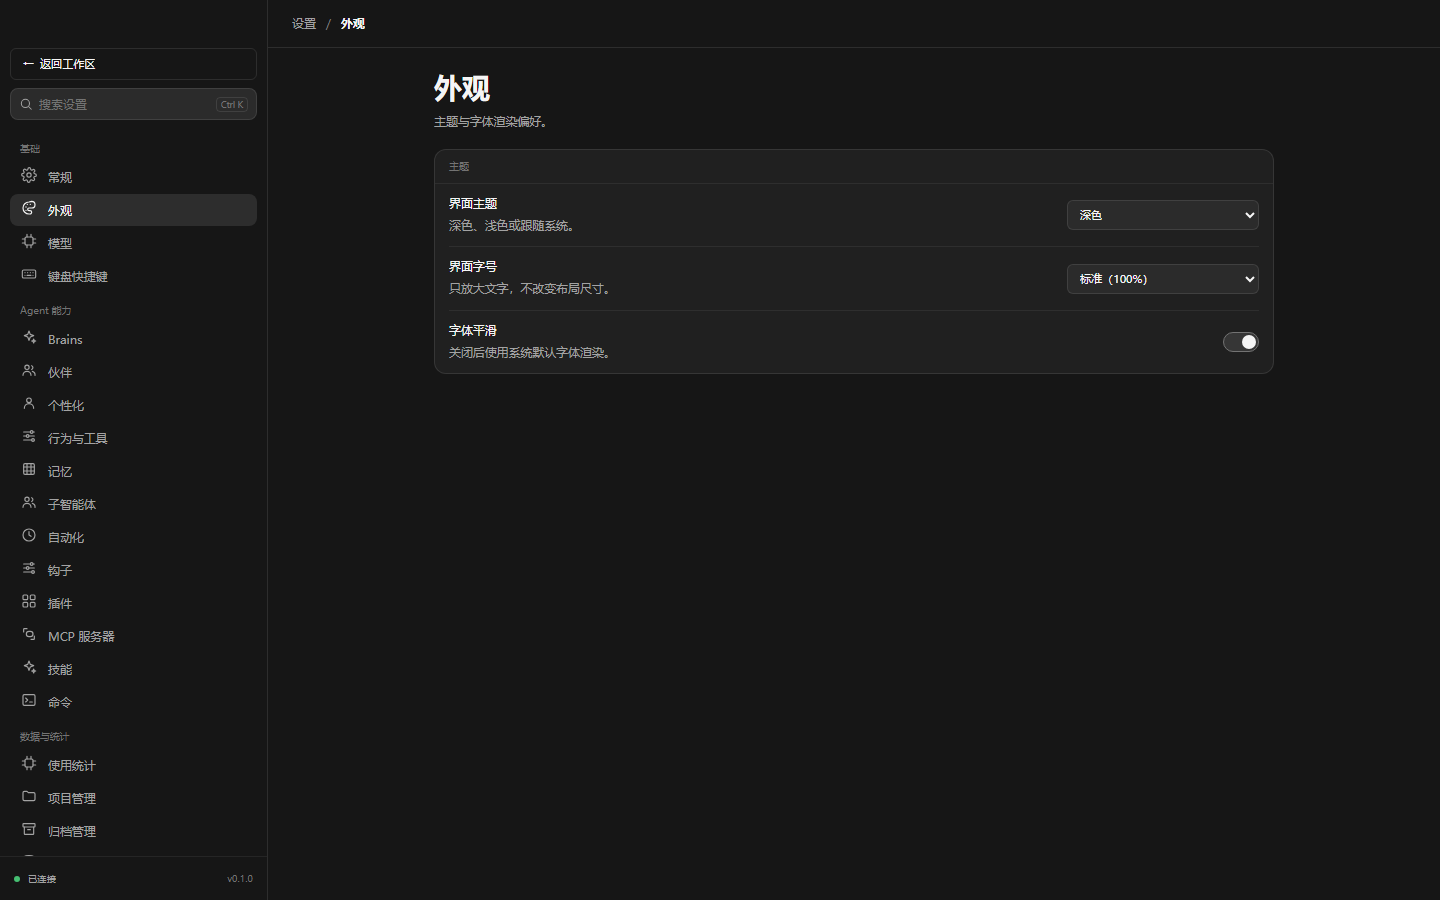 ← 返回工作区
搜索设置 Ctrl K
基础
常规
外观
模型
键盘快捷键
Agent 能力
Brains
伙伴
个性化
行为与工具
记忆
子智能体
自动化
钩子
插件
MCP 服务器
技能
命令
数据与统计
使用统计
项目管理
归档管理
已连接 v0.1.0
设置 / 外观
外观
主题与字体渲染偏好。
主题
界面主题
深色、浅色或跟随系统。
深色
界面字号
只放大文字，不改变布局尺寸。
标准（100%）
字体平滑
关闭后使用系统默认字体渲染。